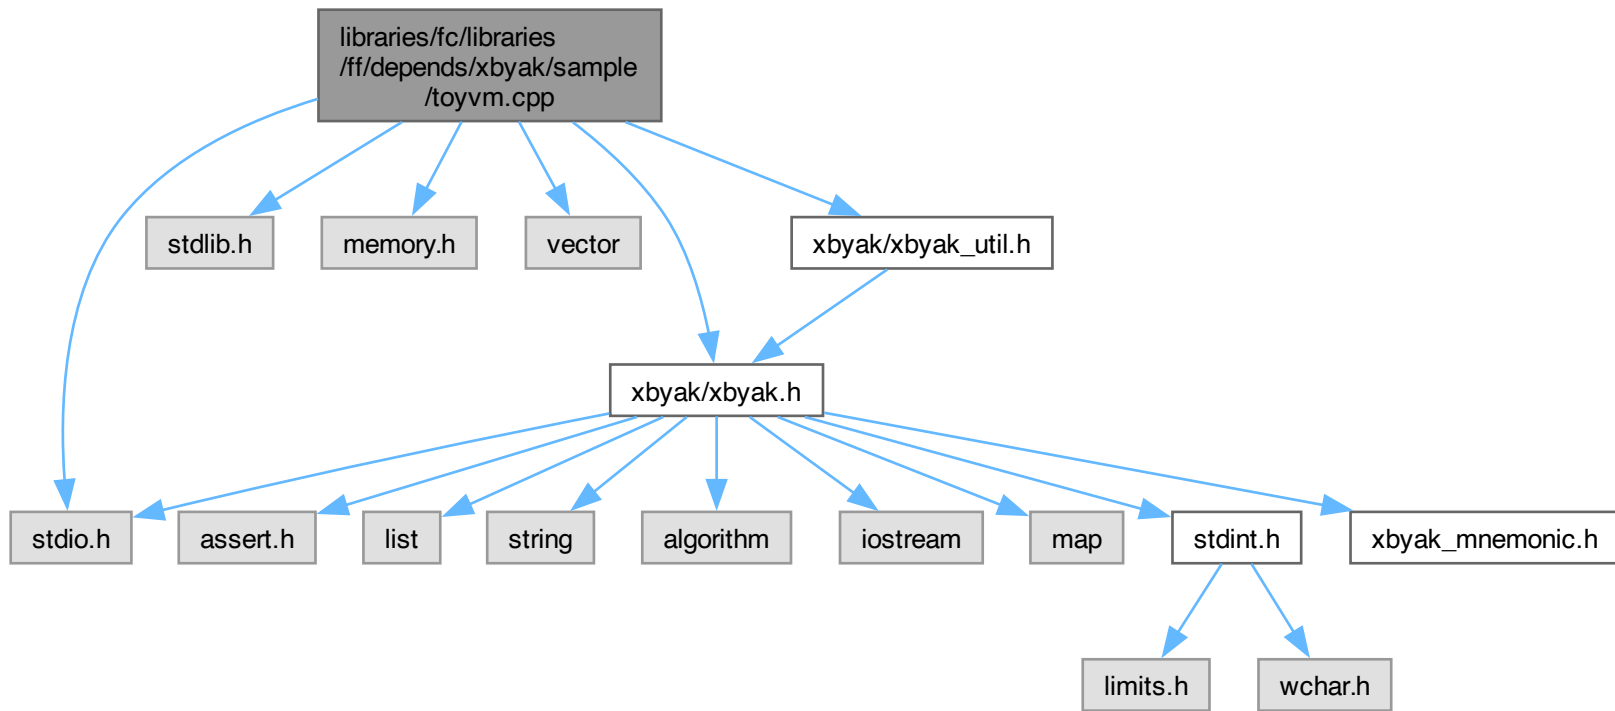 libraries/fc/libraries
/ff/depends/xbyak/sample
/toyvm.cpp
stdlib.h
memory.h
vector
xbyak/xbyak_util.h
xbyak/xbyak.h
stdio.h
assert.h
list
string
algorithm
iostream
map
stdint.h
xbyak_mnemonic.h
limits.h
wchar.h